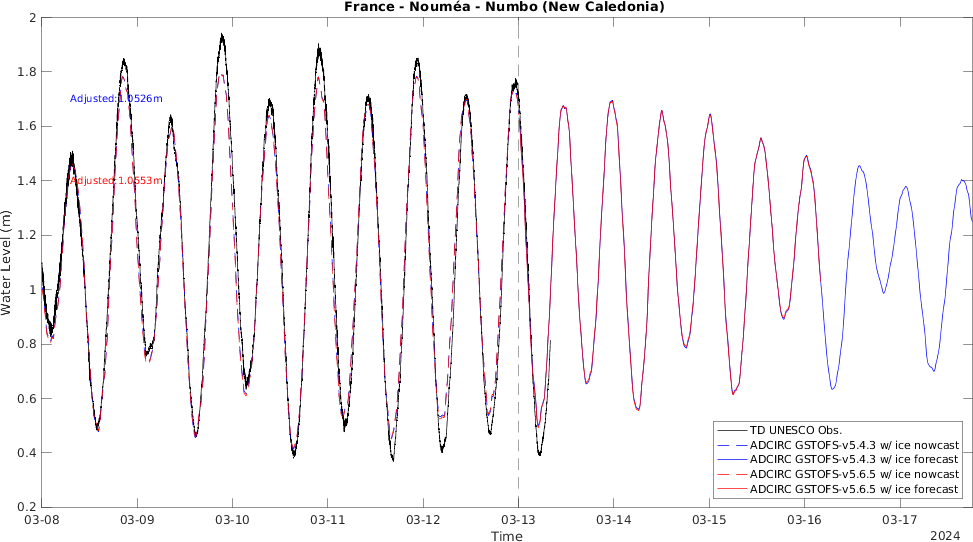 France - Nouméa - Numbo (New Caledonia)
2
1.8
1.6
1.4
1.2
1
0.8
0.6
0.4
0.2
Water Level (m)
Adjusted:1.0526m
Adjusted:1.0553m
TD UNESCO Obs.
ADCIRC GSTOFS-v5.4.3 w/ ice nowcast
ADCIRC GSTOFS-v5.4.3 w/ ice forecast
ADCIRC GSTOFS-v5.6.5 w/ ice nowcast
ADCIRC GSTOFS-v5.6.5 w/ ice forecast
03-08 03-09 03-10 03-11 03-12 03-13 03-14 03-15 03-16 03-17
Time
2024